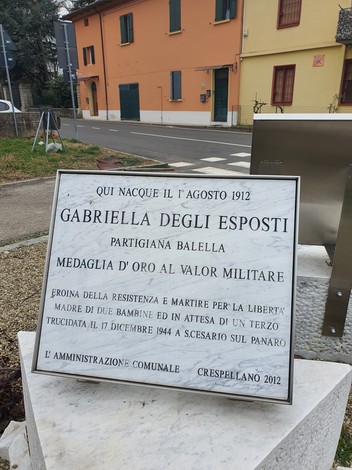 QUI NACQUE IL 1° AGOSTO 1912
GABRIELLA DEGLI ESPOSTI
PARTIGIANA BALELLA
MEDAGLIA D' ORO AL VALOR MILITARE
EROINA DELLA RESISTENZA E MARTIRE PER LA LIBERTA'
MADRE DI DUE BAMBINE ED IN ATTESA DI UN TERZO
TRUCIDATA IL 17 DICEMBRE 1944 A SCESARIO SUL PANARO
L' AMMINISTRAZIONE COMUNALE CRESPELLANO 2012